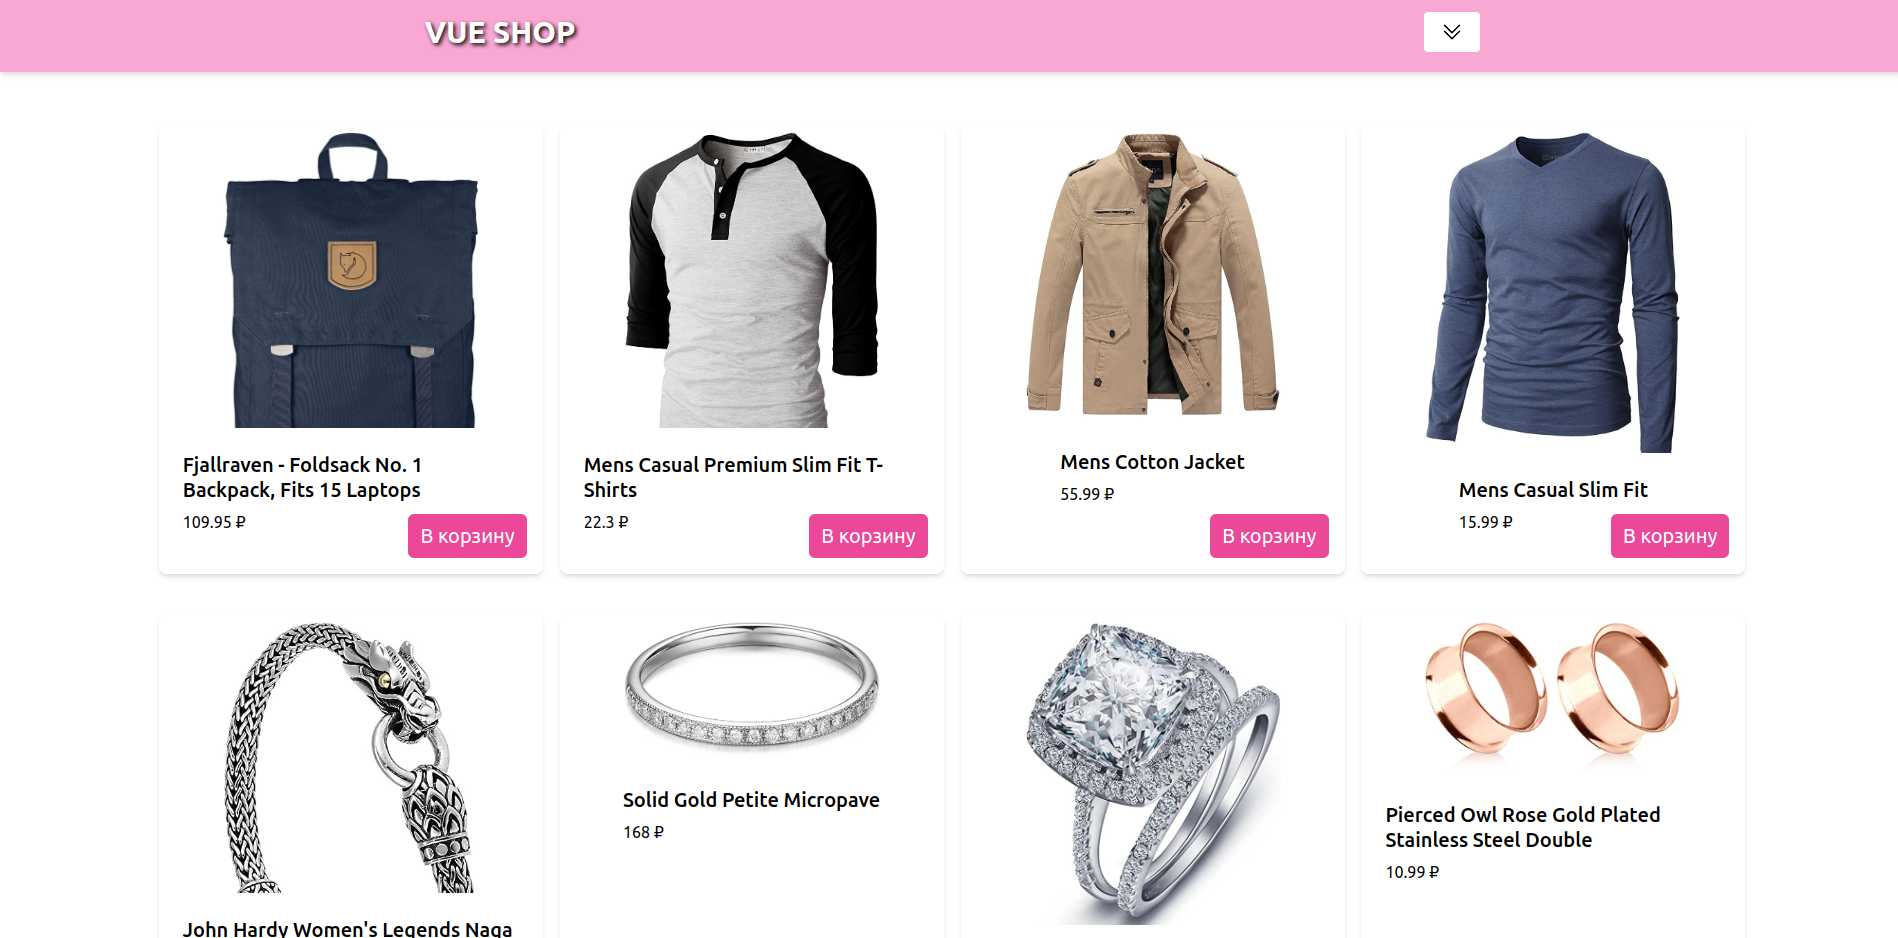 VUE SHOP
Fjallraven - Foldsack No. 1
Backpack, Fits 15 Laptops
109.95 ₽
В корзину
Mens Casual Premium Slim Fit T-
Shirts
22.3 ₽
В корзину
Mens Cotton Jacket
55.99 ₽
В корзину
Mens Casual Slim Fit
15.99 ₽
В корзину
John Hardy Women's Legends Naga
Solid Gold Petite Micropave
168 ₽
Pierced Owl Rose Gold Plated
Stainless Steel Double
10.99 ₽